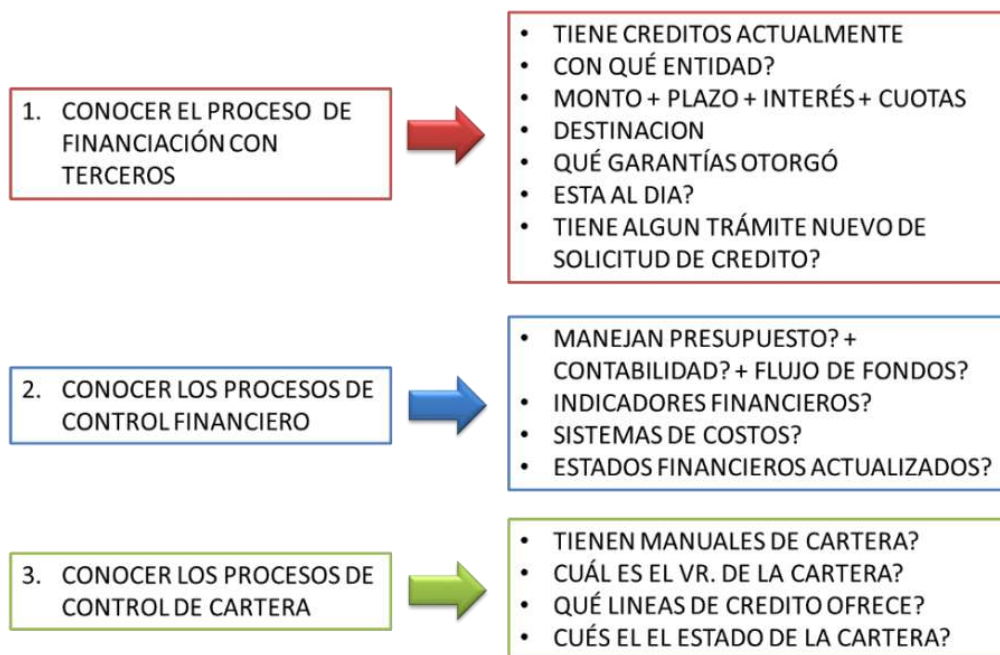 1. CONOCER EL PROCESO DE
FINANCIACIÓN CON
TERCEROS
• TIENE CREDITOS ACTUALMENTE
• CON QUÉ ENTIDAD?
• MONTO + PLAZO + INTERÉS + CUOTAS
• DESTINACION
• QUÉ GARANTÍAS OTORGÓ
• ESTA AL DIA?
• TIENE ALGUN TRÁMITE NUEVO DE
SOLICITUD DE CREDITO?
2. CONOCER LOS PROCESOS DE
CONTROL FINANCIERO
• MANEJAN PRESUPUESTO? +
CONTABILIDAD? + FLUJO DE FONDOS?
• INDICADORES FINANCIEROS?
• SISTEMAS DE COSTOS?
• ESTADOS FINANCIEROS ACTUALIZADOS?
3. CONOCER LOS PROCESOS DE
CONTROL DE CARTERA
• TIENEN MANUALES DE CARTERA?
• CUÁL ES EL VR. DE LA CARTERA?
• QUÉ LINEAS DE CREDITO OFRECE?
• CUÉS EL EL ESTADO DE LA CARTERA?